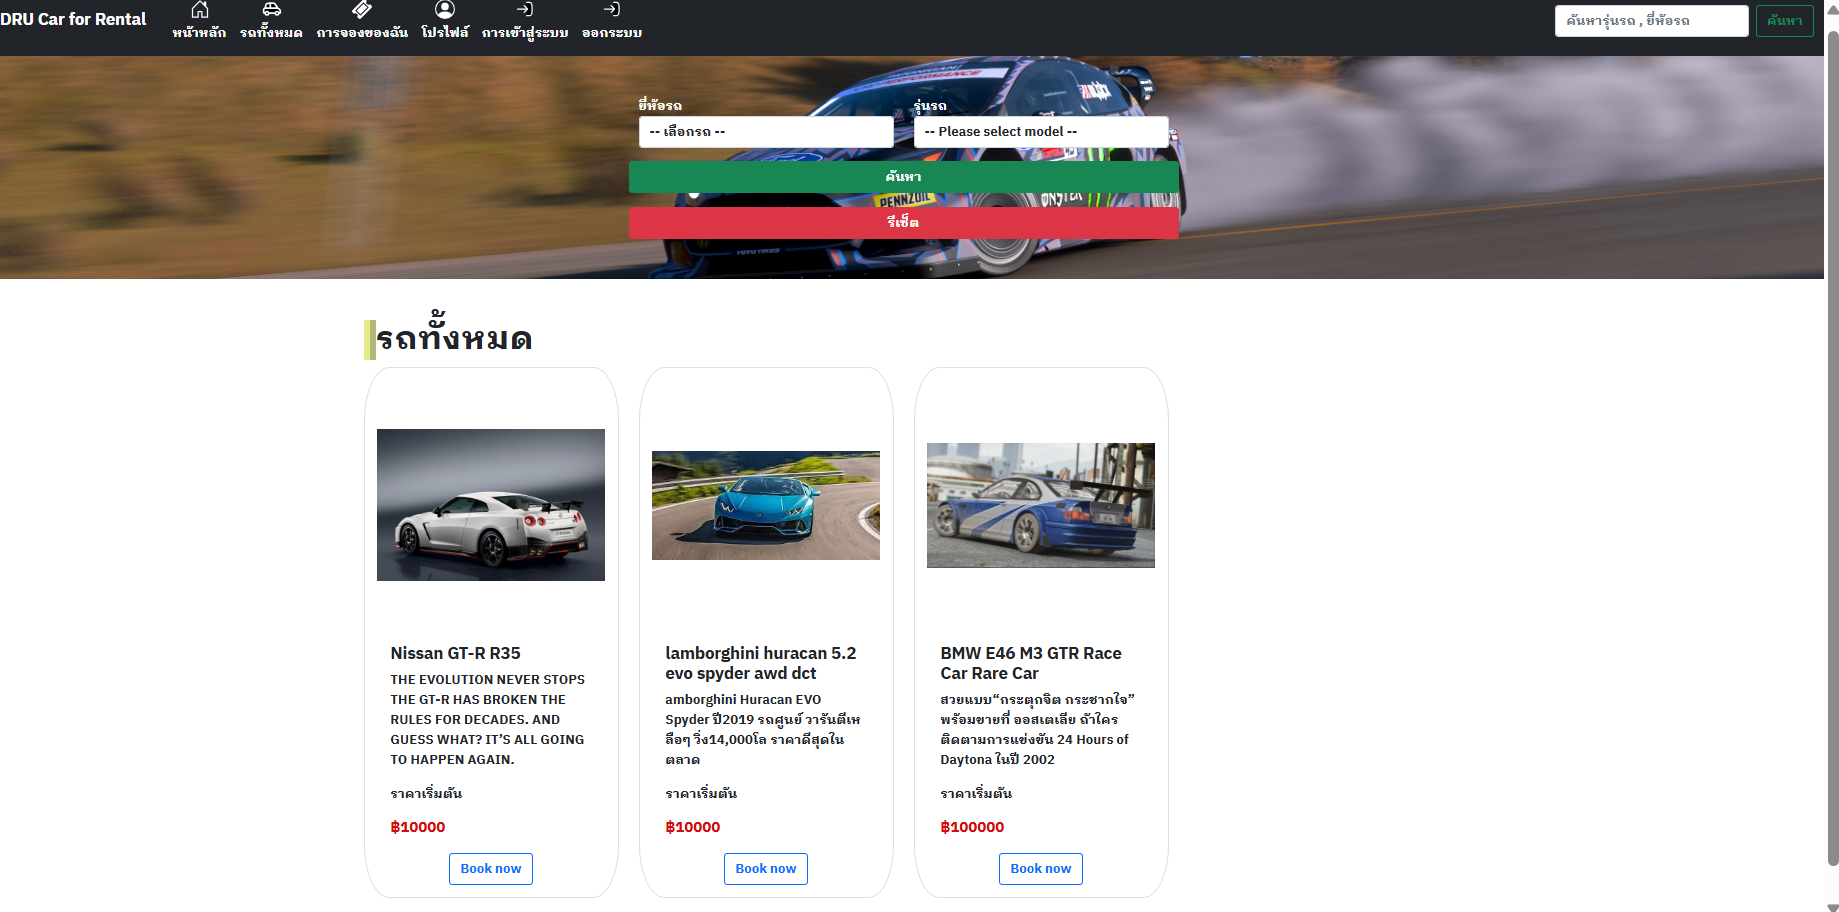 DRU Car for Rental
หน้าหลัก
รถทั้งหมด
การจองของฉัน
โปรไฟล์
การเข้าสู่ระบบ
ออกระบบ
ค้นหารุ่นรถ , ยี่ห้อรถ
ค้นหา
PERFORMANCE
ยี่ห้อรถ
รุ่นรถ
-- เลือกรถ --
-- Please select model --
ค้นหา
PENNZOIL
MONSTER
รีเซ็ต
รถทั้งหมด
Nissan GT-R R35
THE EVOLUTION NEVER STOPS
THE GT-R HAS BROKEN THE
RULES FOR DECADES. AND
GUESS WHAT? IT’S ALL GOING
TO HAPPEN AGAIN.
ราคาเริ่มต้น
฿10000
Book now
lamborghini huracan 5.2
evo spyder awd dct
amborghini Huracan EVO
Spyder ปี2019 รถศูนย์ วารันตีเห
ลือๆ วิ่ง14,000โล ราคาดีสุดใน
ตลาด
ราคาเริ่มต้น
฿10000
Book now
BMW E46 M3 GTR Race
Car Rare Car
สวยแบบ“กระตุกจิต กระชากใจ”
พร้อมขายที่ ออสเตเลีย ถ้าใคร
ติดตามการแข่งขัน 24 Hours of
Daytona ในปี 2002
ราคาเริ่มต้น
฿100000
Book now